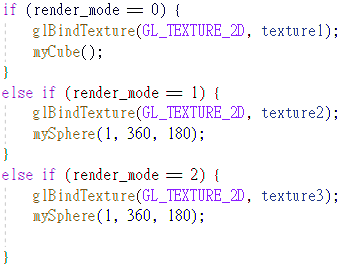 if (render_mode == 0) {
    glBindTexture(GL_TEXTURE_2D, texture1);
    myCube();
}
else if (render_mode == 1) {
    glBindTexture(GL_TEXTURE_2D, texture2);
    mySphere(1, 360, 180);
}
else if (render_mode == 2) {
    glBindTexture(GL_TEXTURE_2D, texture3);
    mySphere(1, 360, 180);
}